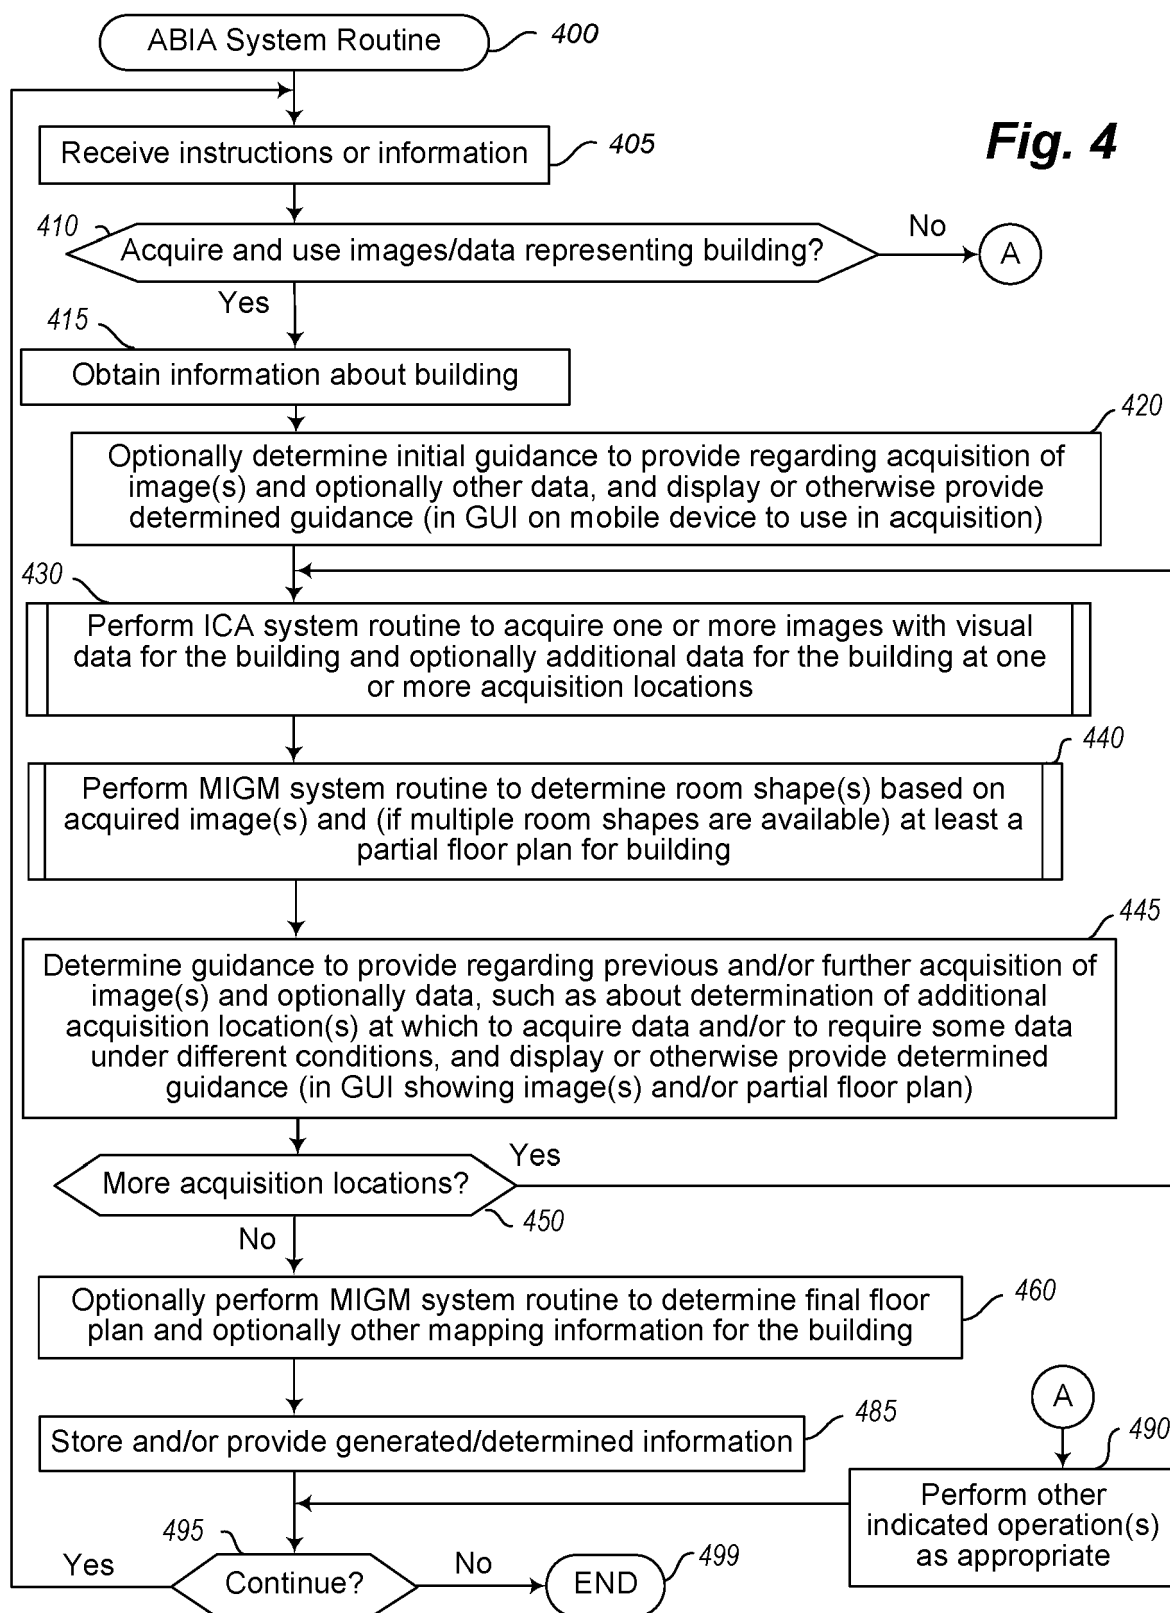 ABIA System Routine
400
Fig. 4
Receive instructions or information
405
410
Acquire and use images/data representing building?
No
A
Yes
415
Obtain information about building
420
Optionally determine initial guidance to provide regarding acquisition of
image(s) and optionally other data, and display or otherwise provide
determined guidance (in GUI on mobile device to use in acquisition)
430
Perform ICA system routine to acquire one or more images with visual
data for the building and optionally additional data for the building at one
or more acquisition locations
440
Perform MIGM system routine to determine room shape(s) based on
acquired image(s) and (if multiple room shapes are available) at least a
partial floor plan for building
445
Determine guidance to provide regarding previous and/or further acquisition of
image(s) and optionally data, such as about determination of additional
acquisition location(s) at which to acquire data and/or to require some data
under different conditions, and display or otherwise provide determined
guidance (in GUI showing image(s) and/or partial floor plan)
More acquisition locations?
Yes
450
No
Optionally perform MIGM system routine to determine final floor
plan and optionally other mapping information for the building
460
Store and/or provide generated/determined information
485
A
490
Perform other
indicated operation(s)
as appropriate
495
Yes
Continue?
No
END
499